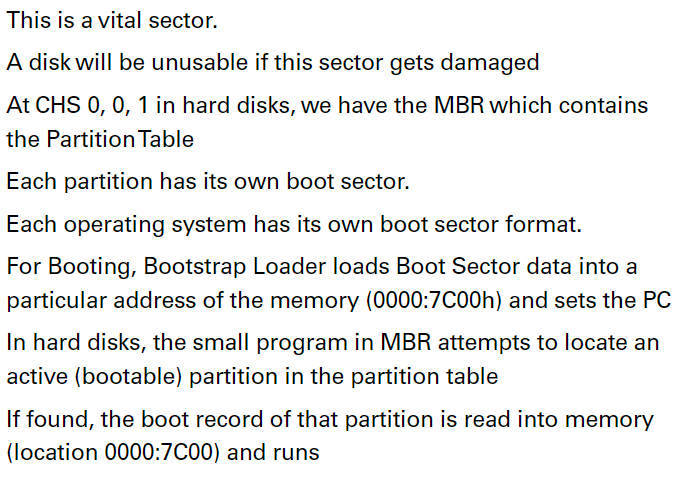 This is a vital sector.
A disk will be unusable if this sector gets damaged
At CHS 0, 0, 1 in hard disks, we have the MBR which contains
the Partition Table
Each partition has its own boot sector.
Each operating system has its own boot sector format.
For Booting, Bootstrap Loader loads Boot Sector data into a
particular address of the memory (0000:7C00h) and sets the PC
In hard disks, the small program in MBR attempts to locate an
active (bootable) partition in the partition table
If found, the boot record of that partition is read into memory
(location 0000:7C00) and runs